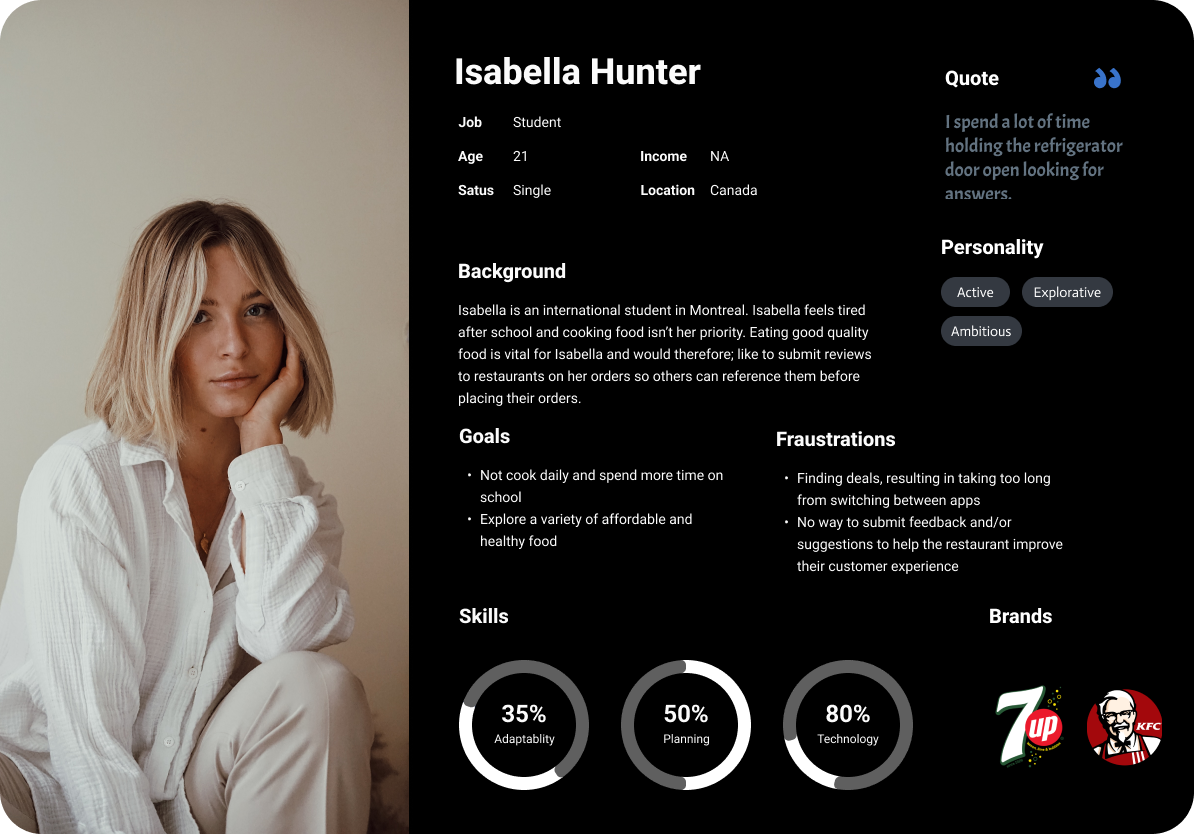 Isabella Hunter
Job Student
Age 21 Income NA
Satus Single Location Canada
Quote
I spend a lot of time
holding the refrigerator
door open looking for
answers.
Personality
Active Explorative
Ambitious
Background
Isabella is an international student in Montreal. Isabella feels tired
after school and cooking food isn’t her priority. Eating good quality
food is vital for Isabella and would therefore; like to submit reviews
to restaurants on her orders so others can reference them before
placing their orders.
Goals
• Not cook daily and spend more time on
school
• Explore a variety of affordable and
healthy food
Fraustrations
• Finding deals, resulting in taking too long
from switching between apps
• No way to submit feedback and/or
suggestions to help the restaurant improve
their customer experience
Skills
35%
Adaptablity
50%
Planning
80%
Technology
Brands
7up
KFC